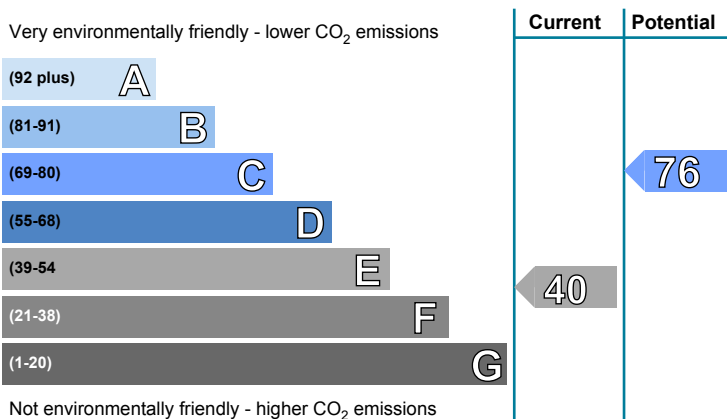 Very environmentally friendly - lower CO2 emissions
Current
Potential
(92 plus) A
(81-91) B
(69-80) C
76
(55-68) D
(39-54 E
40
(21-38) F
(1-20) G
Not environmentally friendly - higher CO2 emissions